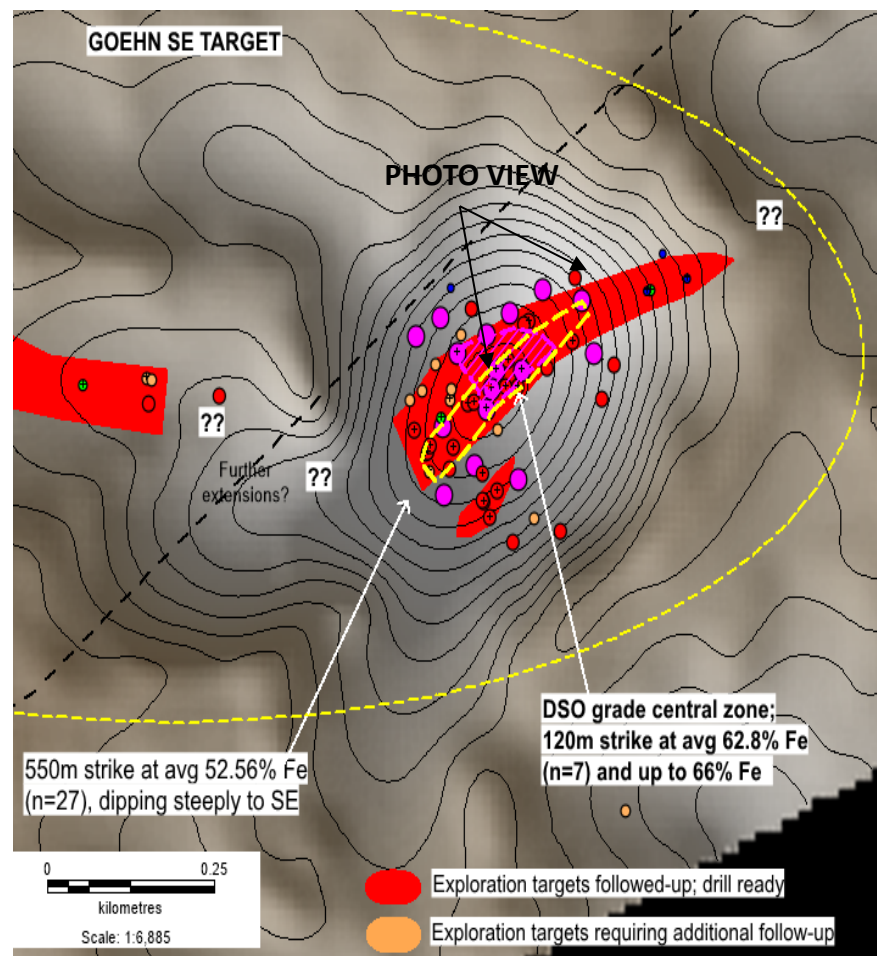 GOEHN SE TARGET
PHOTO VIEW
??
??
??
Further
extensions?
DSO grade central zone;
120m strike at avg 62.8% Fe
(n=7) and up to 66% Fe
550m strike at avg 52.56% Fe
(n=27), dipping steeply to SE
0 0.25
kilometres
Scale: 1:6,885
Exploration targets followed-up; drill ready
Exploration targets requiring additional follow-up